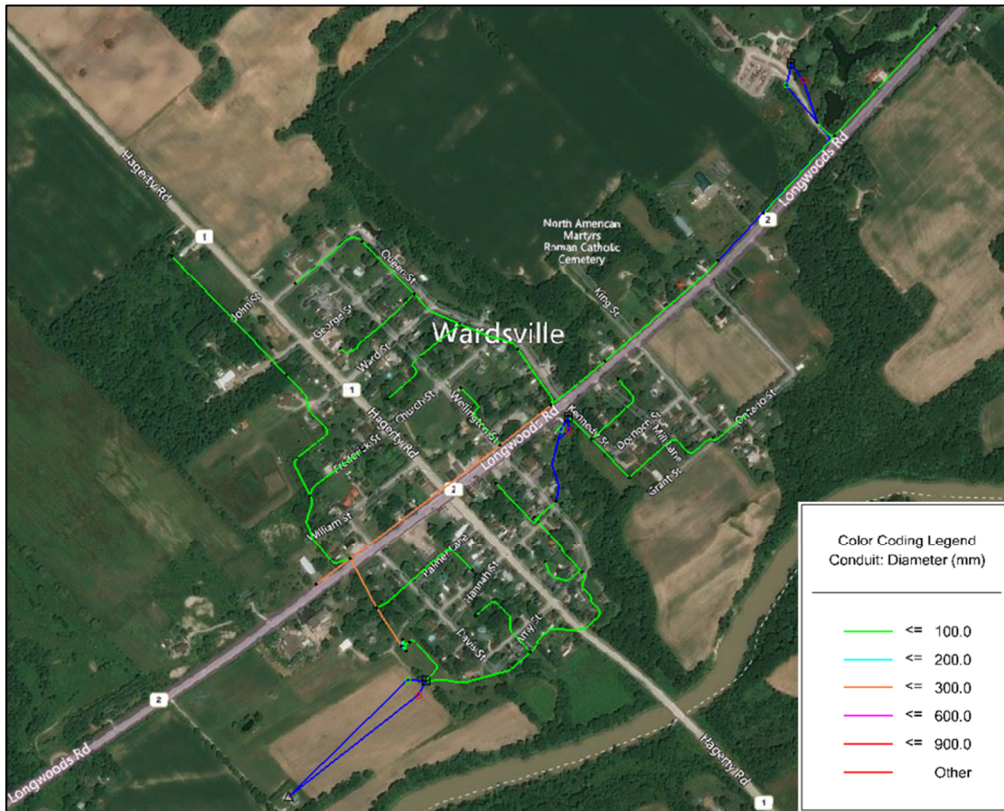 Hagerty Rd
1
Longwoods Rd
2
North American
Martyrs
Roman Catholic
Cemetery
Queen St
King St
John St
George St
Ward St
Wardsville
1
Church St
Wellington St
Hagerty Rd
Longwoods Rd
Kennedy St
Dornoch St
Mill Lane
Ontario St
Frederick St
Grant St
2
William St
Palmer Lane
Hannah St
Amy St
Davis St
2
Longwoods Rd
Hagerty Rd
1
Color Coding Legend
Conduit: Diameter (mm)
<= 100.0
<= 200.0
<= 300.0
<= 600.0
<= 900.0
Other